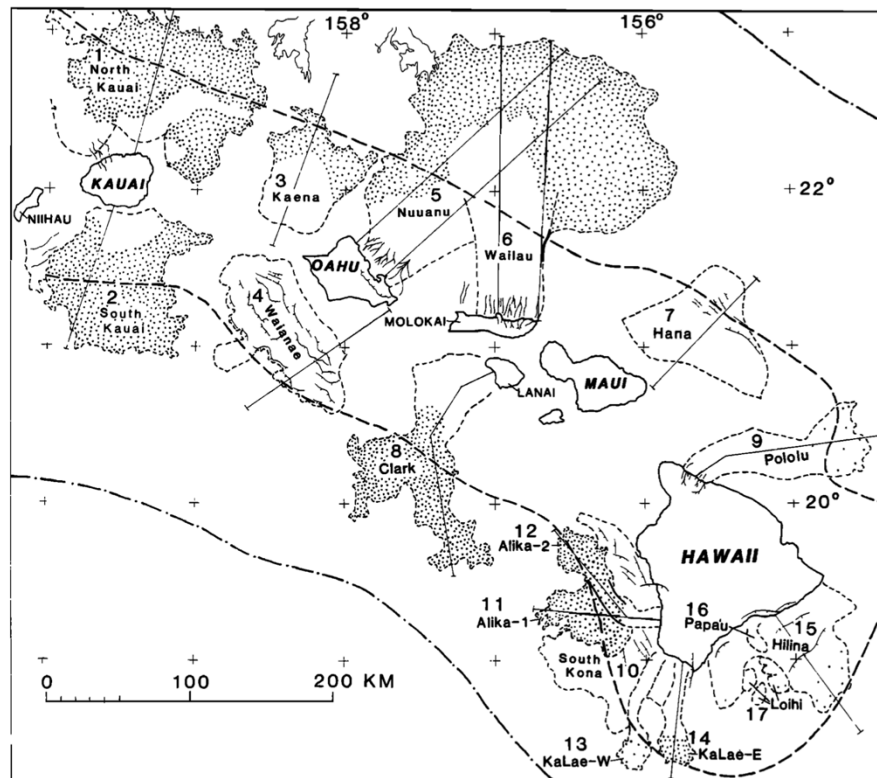 158°
156°
1
North
Kauai
KAUAI
NIIHAU
2
South
Kauai
3
Kaena
4
Waianae
OAHU
5
Nuuanu
6
Wailau
22°
MOLOKAI
7
Hana
LANAI
MAUI
8
Clark
9
Pololu
20°
12
Alika-2
HAWAII
11
Alika-1
16
Papau
15
Hilina
South
Kona
10
17
Loihi
13
KaLae-W
14
KaLae-E
0 100 200 KM